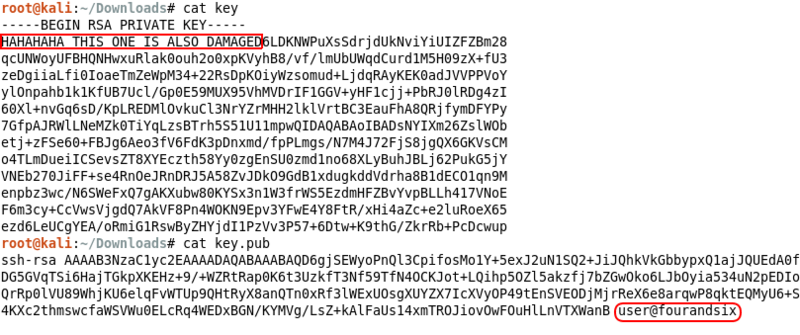 root@kali:~/Downloads# cat key
-----BEGIN RSA PRIVATE KEY-----
HAHAHAHA THIS ONE IS ALSO DAMAGED6LDKNWPuXsSdrjdUkNviYiUIZFZBm28
qcUNWoyUFBHQNHwxuRlak0ouh2o0xpKVyhB8/vf/lmUbUWqdCurd1M5H09zX+fU3
zeDgiiaLfi0IoaeTmZeWpM34+22RsDpKOiyWzsomud+LjdqRAyKEK0adJVVPPVoY
ylOnpahb1k1KfUB7Ucl/Gp0E59MUX95VhMVDrIF1GGV+yHF1cjj+PbRJ0lRDg4zI
60Xl+nvGq6sD/KpLREDMlOvkuCl3NrYZrMHH2lklVrtBC3EauFhA8QRjfymDFYPy
7GfpAJRWlLNeMZk0TiYqLzsBTrh5S51U11mpwQIDAQABAoIBADsNYIXm26ZslWOb
etj+zFSe60+FBJg6Aeo3fV6FdK3pDnxmd/fpPLmgs/N7M4J72FjS8jgQX6GKVsCM
o4TLmDueiICSevsZT8XYEczth58Yy0zgEnSU0zmd1no68XLyBuhJBLj62PukG5jY
VNEb270JiFF+se4RnOeJRnDRJ5A58ZvJDkO9GdB1xdugkddVdrha8B1dECO1qn9M
enpbz3wc/N6SWeFxQ7gAKXubw80KYSx3n1W3frWS5EzdmHFZBvYvpBLLh417VNoE
F6m3cy+CcVwsVjgdQ7AkVF8Pn4WOKN9Epv3YFwE4Y8FtR/xHi4aZc+e2luRoeX65
ezd6LeUCgYEA/oRmiG1RswByZHYjdI1PzVv3P57+6Dtw+K9thG/ZkrRb+PcDcwup
root@kali:~/Downloads# cat key.pub
ssh-rsa AAAAB3NzaC1yc2EAAAADAQABAAABAQD6gjSEWyoPnQl3CpifosMo1Y+5exJ2uN1SQ2+JiJQhkVkGbbypxQ1ajJQUEdA0f
DG5GVqTSi6HajTGkpXKEHz+9/+WZRtRap0K6t3UzkfT3Nf59TfN4OCKJot+LQihp5OZl5akzfj7bZGwOko6LJbOyia534uN2pEDIo
QrRp0lVU89WhjKU6elqFvWTUp9QHtRyX8anQTn0xRf3lWExUOsgXUYZX7IcXVyOP49tEnSVEODjMjrReX6e8arqwP8qktEQMyU6+S
4KXc2thmswcfaWSVWu0ELcRq4WEDxBGN/KYMVg/LsZ+kAlFaUs14xmTROJiovOwFOuHlLnVTXWanB user@fourandsix